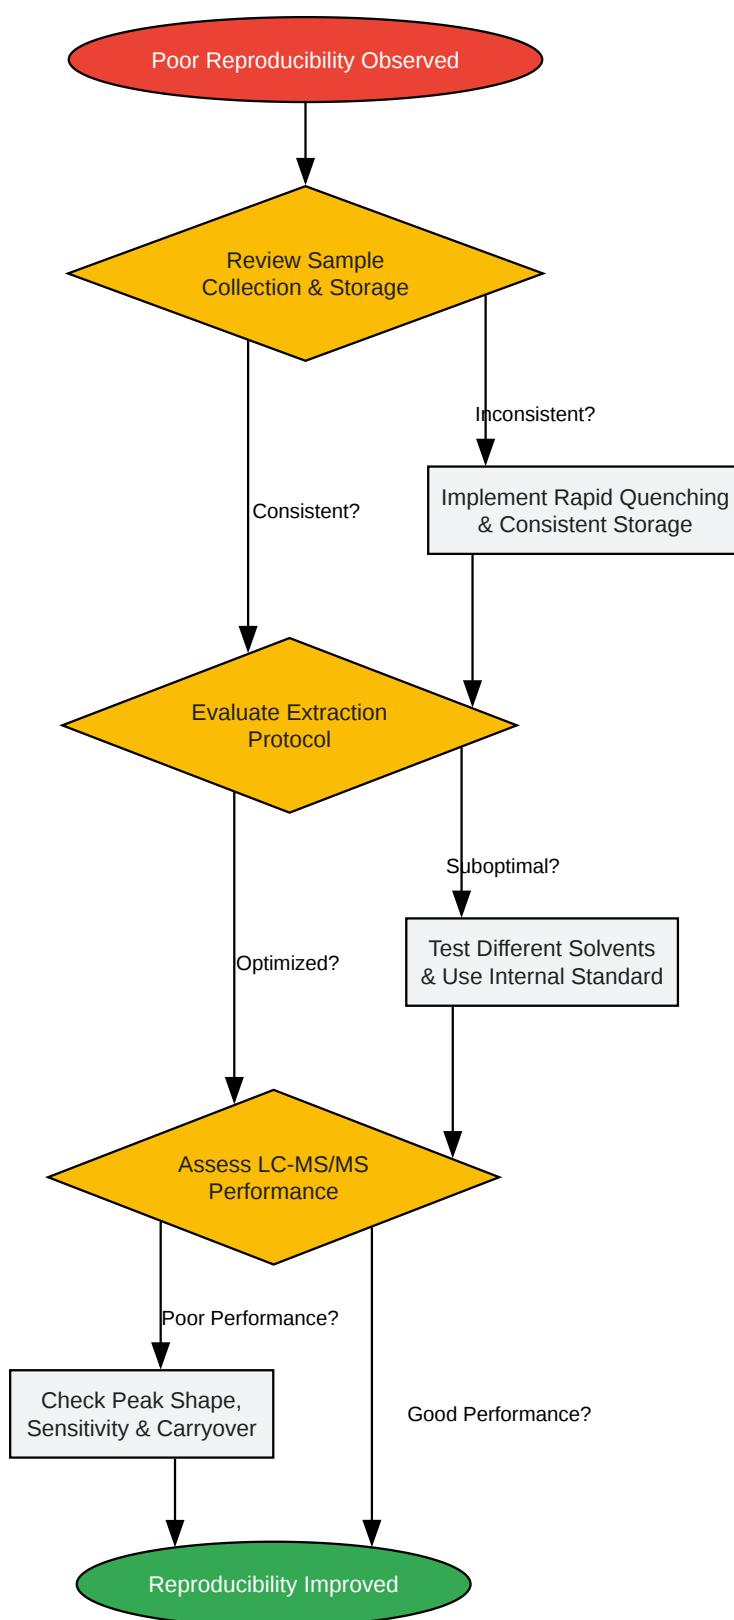 Poor Reproducibility Observed
Review Sample
Collection & Storage
Inconsistent?
Implement Rapid Quenching
& Consistent Storage
Consistent?
Evaluate Extraction
Protocol
Suboptimal?
Test Different Solvents
& Use Internal Standard
Optimized?
Assess LC-MS/MS
Performance
Poor Performance?
Check Peak Shape,
Sensitivity & Carryover
Good Performance?
Reproducibility Improved